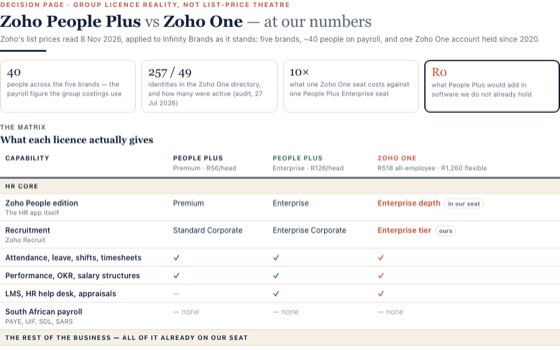 DECISION PAGE · GROUP LICENCE REALITY, NOT LIST-PRICE THEATRE
Zoho People Plus vs Zoho One — at our numbers
Zoho's list prices read 8 Nov 2026, applied to Infinity Brands as it stands: five brands, ~40 people on payroll, and one Zoho One account held since 2020.
40
people across the five brands — the
payroll figure the group costings use
257 / 49
identities in the Zoho One directory,
and how many were active (audit, 27
Jul 2026)
10×
what one Zoho One seat costs against
one People Plus Enterprise seat
R0
what People Plus would add in
software we do not already hold
THE MATRIX
What each licence actually gives
CAPABILITY PEOPLE PLUS PEOPLE PLUS ZOHO ONE
Premium · R56/head Enterprise · R126/head R518 all-employee · R1,260 flexible
HR CORE
Zoho People edition Premium Enterprise Enterprise depth in our seat
The HR app itself
Recruitment Standard Corporate Enterprise Corporate Enterprise tier ours
Zoho Recruit
Attendance, leave, shifts, timesheets ✓ ✓ ✓
Performance, OKR, salary structures ✓ ✓ ✓
LMS, HR help desk, appraisals — ✓ ✓
South African payroll — none — none — none
PAYE, UIF, SDL, SARS
THE REST OF THE BUSINESS — ALL OF IT ALREADY ON OUR SEAT